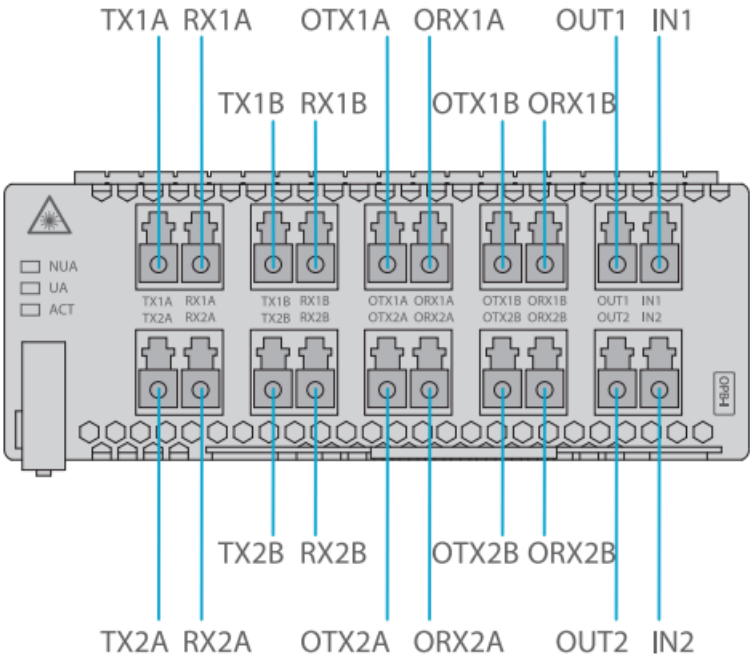 TX1A RX1A OTX1A ORX1A OUT1 IN1
TX1B RX1B OTX1B ORX1B
NUA
UA
ACT
TX1A RX1A TX1B RX1B OTX1A ORX1A OTX1B ORX1B OUT1 IN1
TX2A RX2A TX2B RX2B OTX2A ORX2A OTX2B ORX2B OUT2 IN2
TX2B RX2B OTX2B ORX2B
TX2A RX2A OTX2A ORX2A OUT2 IN2